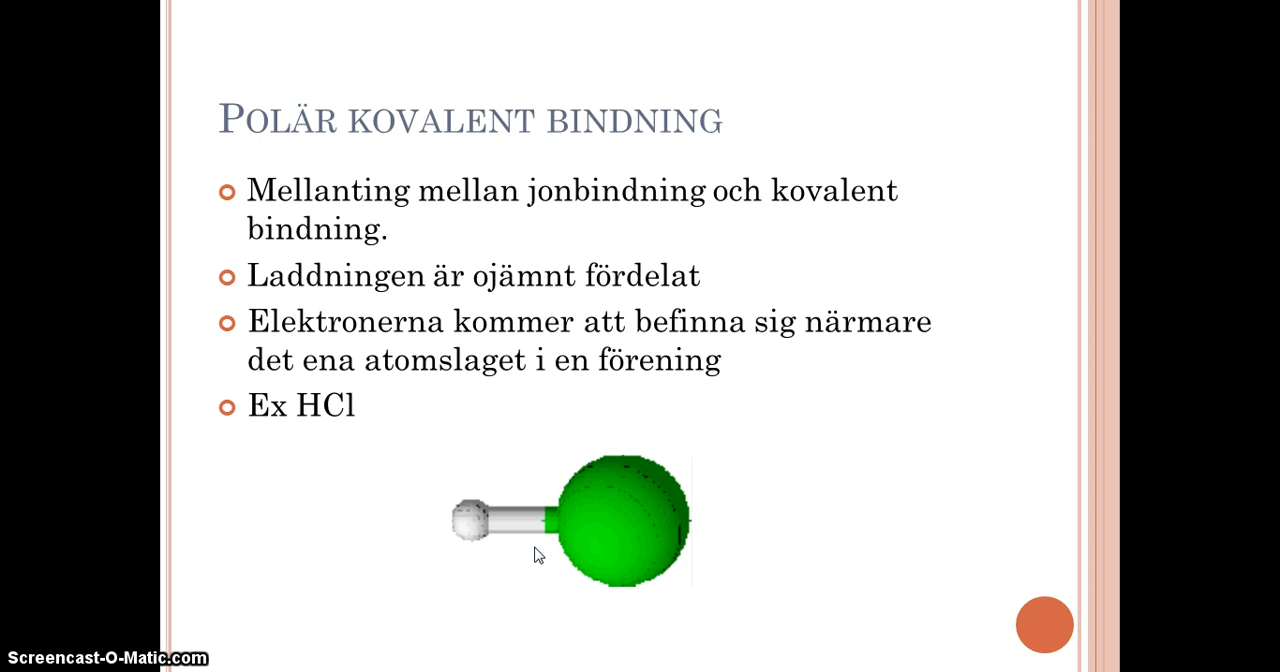 Polär kovalent bindning
Mellanting mellan jonbindning och kovalent
bindning.
Laddningen är ojämnt fördelat
Elektronerna kommer att befinna sig närmare
det ena atomslaget i en förening
Ex HCl
Screencast-O-Matic.com